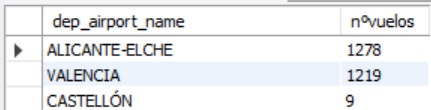 dep_airport_name nºvuelos
ALICANTE-ELCHE 1278
VALENCIA 1219
CASTELLÓN 9